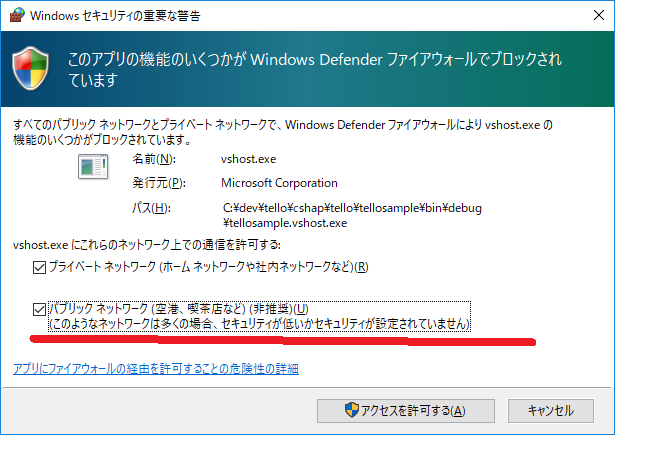 Windows セキュリティの重要な警告
このアプリの機能のいくつかが Windows Defender ファイアウォールでブロックされ
ています
すべてのパブリック ネットワークとプライベート ネットワークで、Windows Defender ファイアウォールにより vshost.exe の
機能のいくつかがブロックされています。
名前(N): vshost.exe
発行元(P): Microsoft Corporation
パス(H): C:¥dev¥tello¥cshap¥tello¥tellosample¥bin¥debug
¥tellosample.vshost.exe
vshost.exe にこれらのネットワーク上での通信を許可する:
プライベート ネットワーク (ホーム ネットワークや社内ネットワークなど)(R)
パブリック ネットワーク (空港、喫茶店など) (非推奨)(U)
(このようなネットワークは多くの場合、セキュリティが低いかセキュリティが設定されていません)
アプリにファイアウォールの経由を許可することの危険性の詳細
アクセスを許可する(A) キャンセル